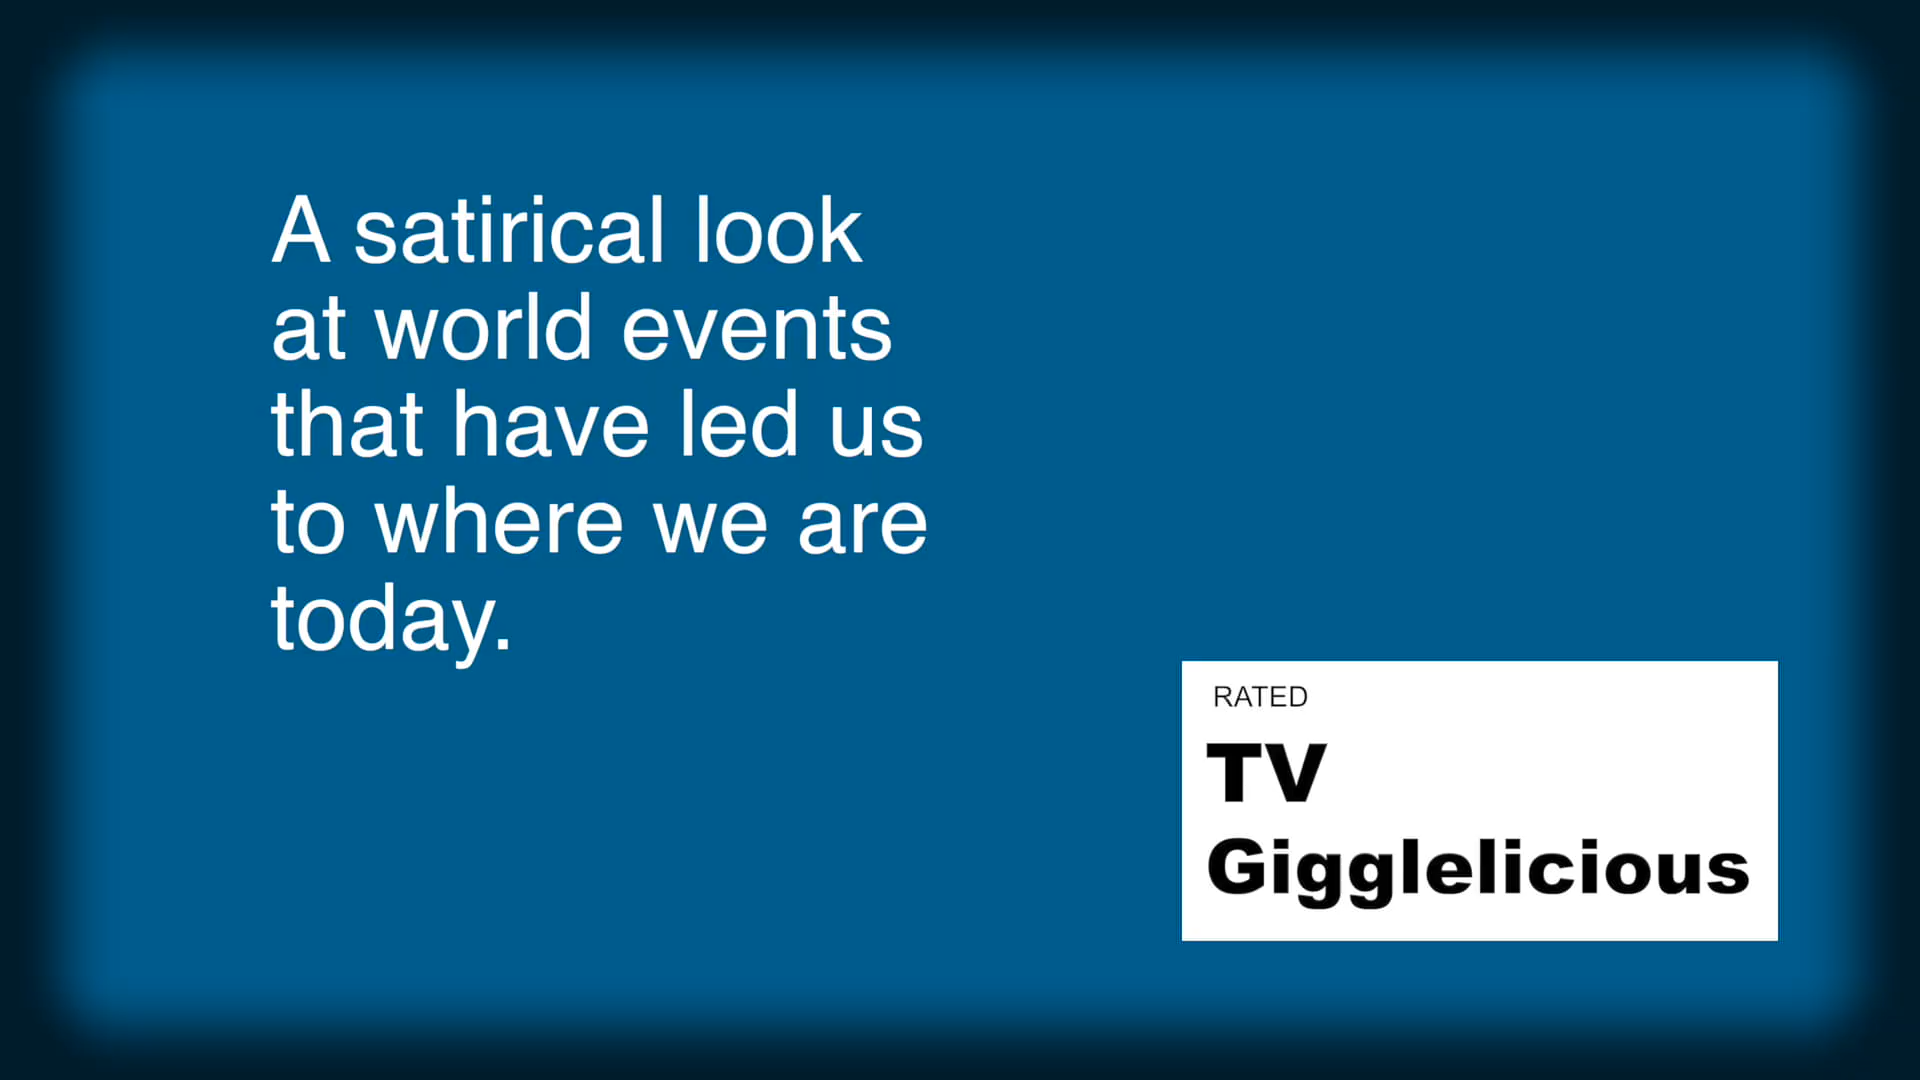 A satirical look
at world events
that have led us
to where we are
today.
RATED
TV
Gigglelicious